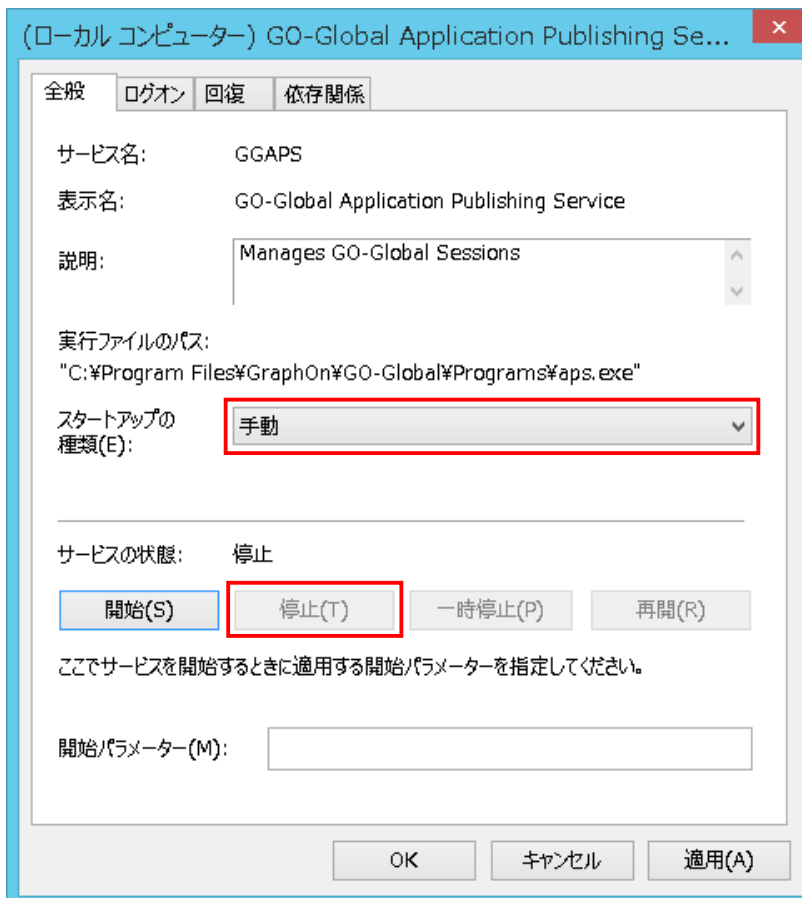 (ローカル コンピューター) GO-Global Application Publishing Se...
全般 ログオン 回復 依存関係
サービス名: GGAPS
表示名: GO-Global Application Publishing Service
説明: Manages GO-Global Sessions
実行ファイルのパス:
"C:¥Program Files¥GraphOn¥GO-Global¥Programs¥aps.exe"
スタートアップの
種類(E): 手動
サービスの状態: 停止
開始(S) 停止(T) 一時停止(P) 再開(R)
ここでサービスを開始するときに適用する開始パラメーターを指定してください。
開始パラメーター(M):
OK キャンセル 適用(A)